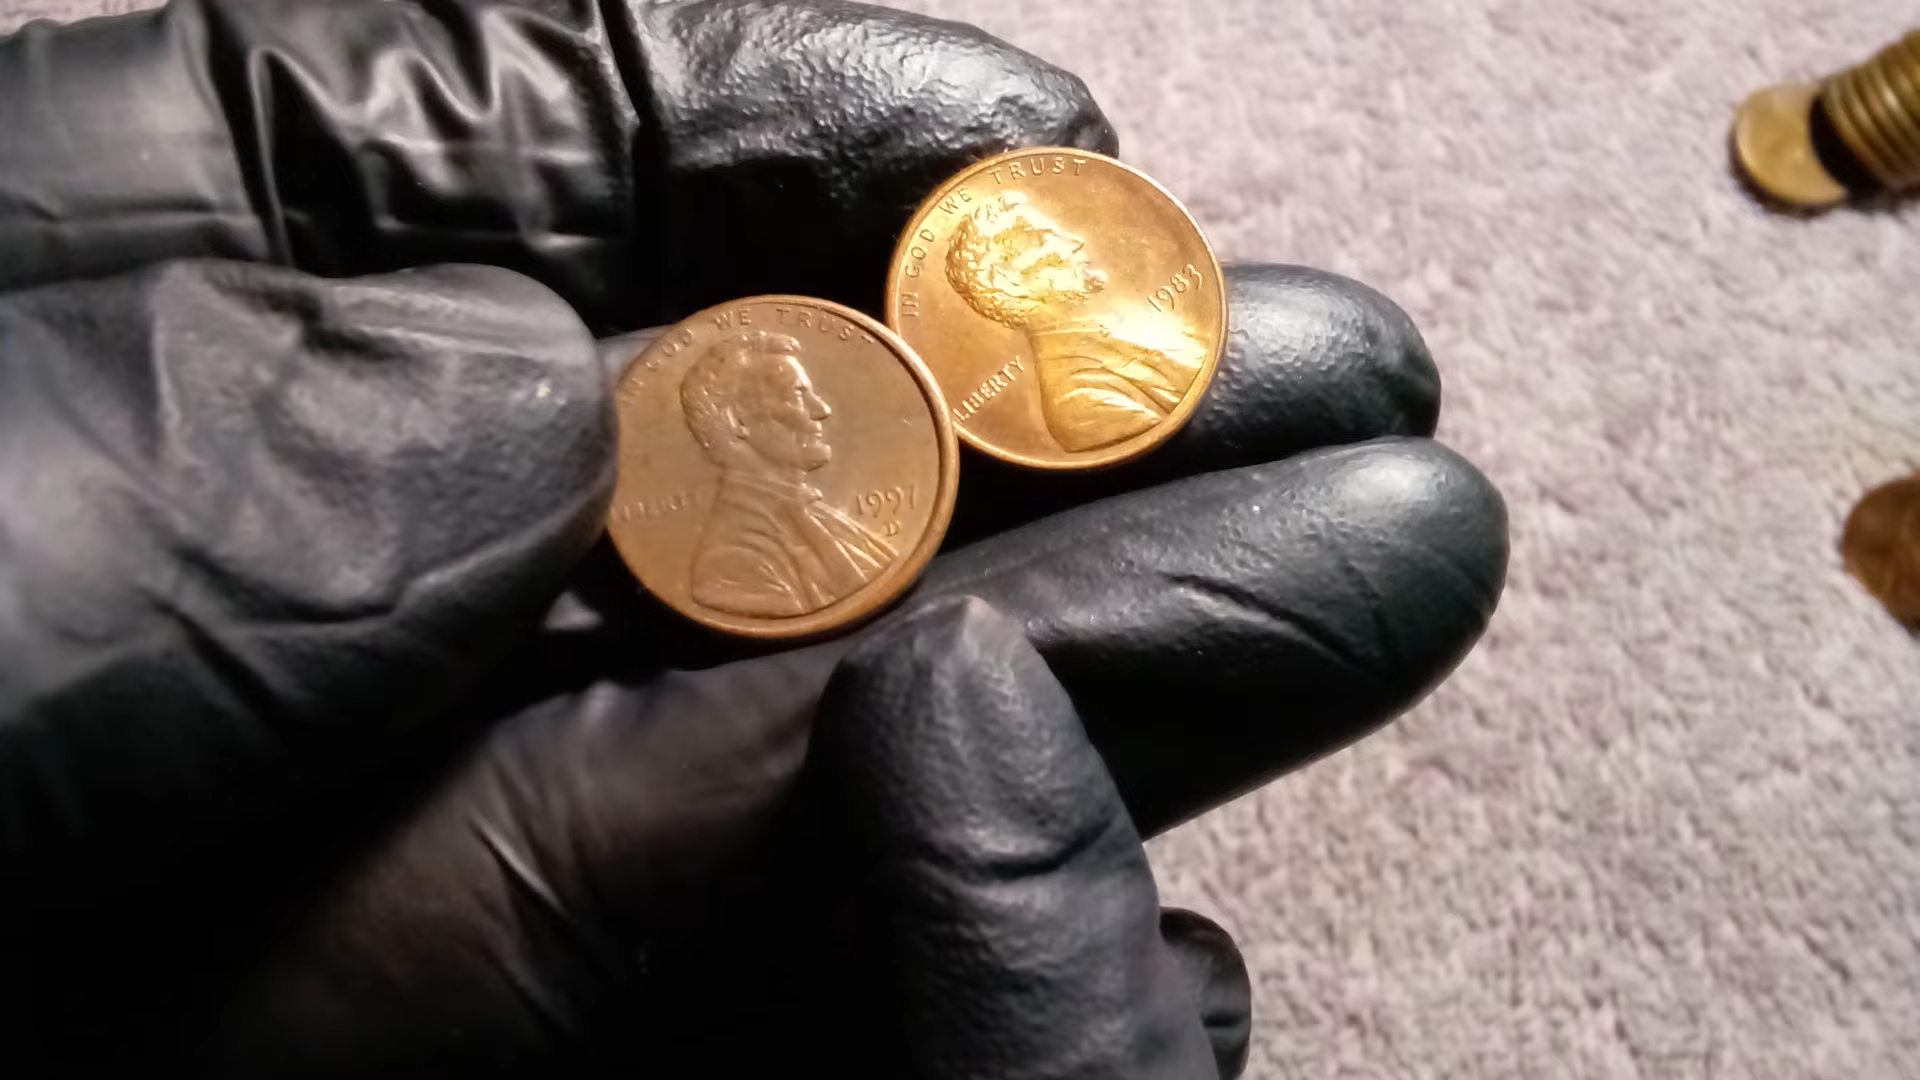 IN GOD WE TRUST
LIBERTY
1983
IN GOD WE TRUST
LIBERTY
1997
D